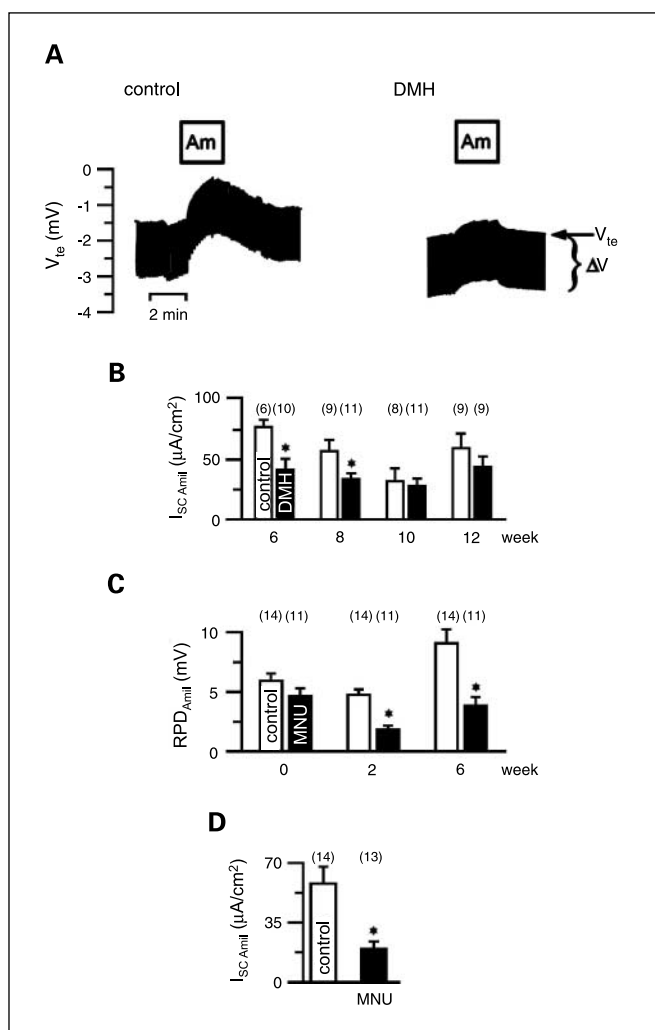 A
control DMH
Am Am
0
-1
-2
-3
-4
Vte (mV)
2 min
Vte
ΔV
B
ISC Amil (µA/cm2)
100
50
0
(6) (10) (9) (11) (8) (11) (9) (9)
control DMH
* *
6 8 10 12 week
C
RPDAmil (mV)
10
5
0
(14) (11) (14) (11) (14) (11)
control MNU
* *
0 2 6 week
D
ISC Amil (µA/cm2)
70
35
0
(14) (13)
control
*
MNU